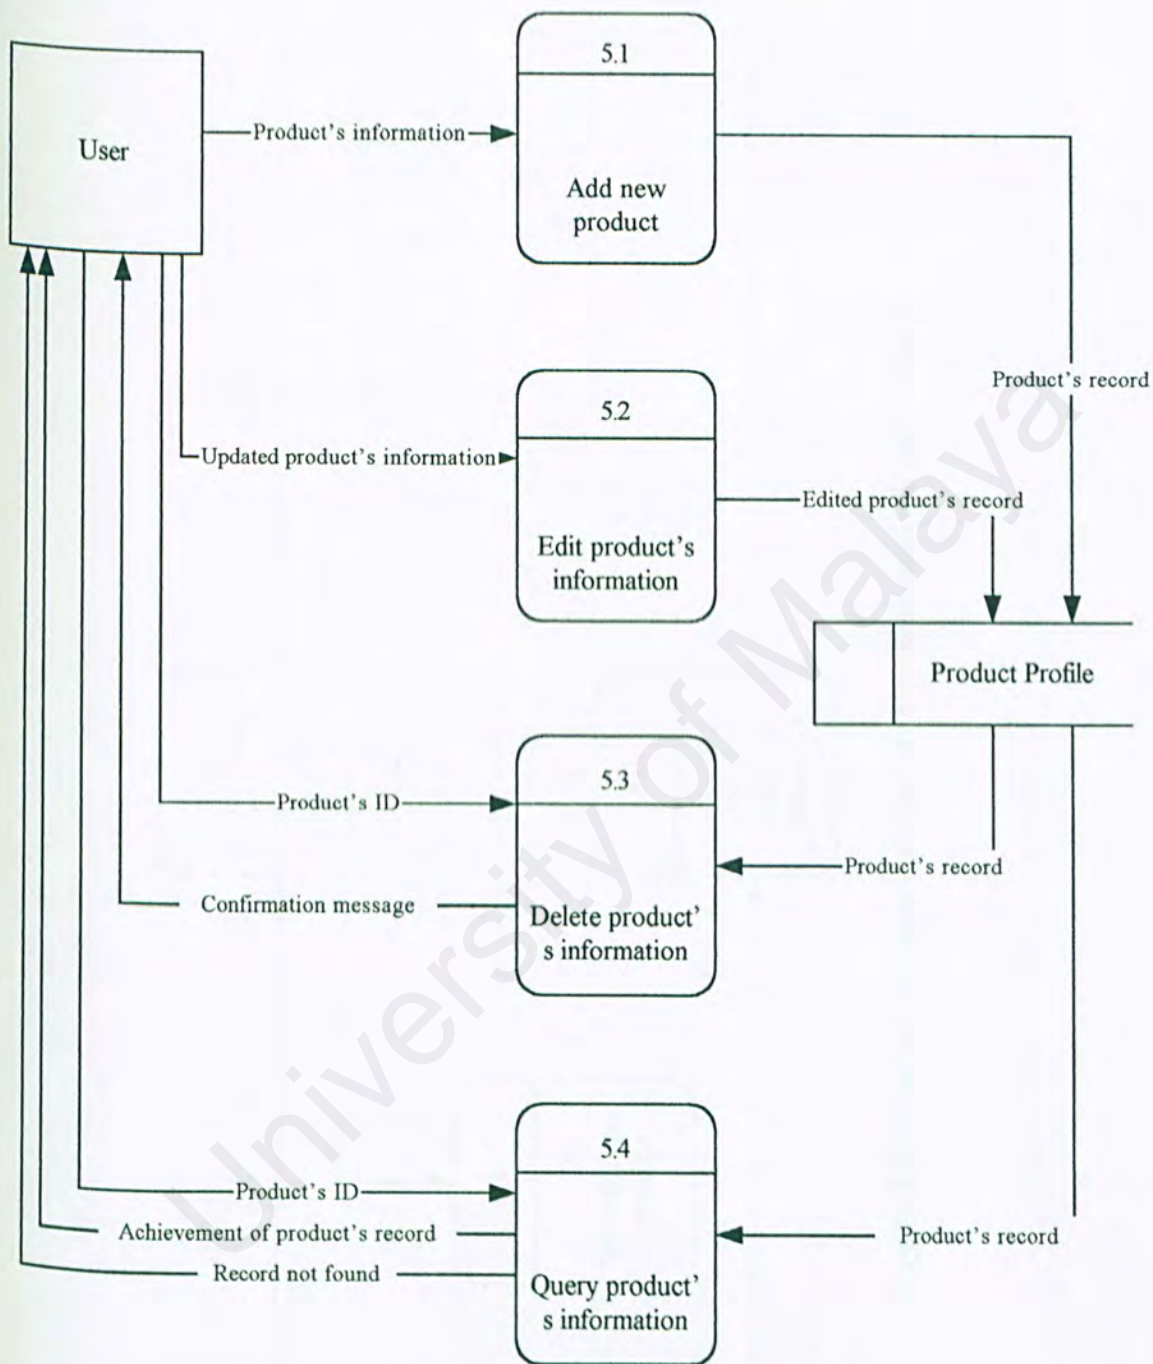 5.1
User
Product's information
Add new
product
Product's record
5.2
Updated product's information
Edited product's record
Edit product's
information
Product Profile
5.3
Product's ID
Product's record
Confirmation message
Delete product'
s information
5.4
Product's ID
Achievement of product's record
Product's record
Record not found
Query product'
s information
University of Malaya